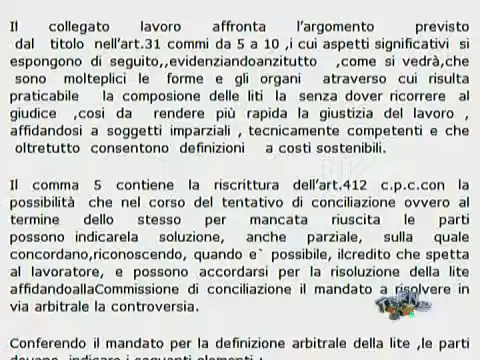 Il collegato lavoro affronta l'argomento previsto
dal titolo nell'art.31 commi da 5 a 10 ,i cui aspetti significativi si
espongono di seguito,,evidenziandoanzitutto ,come si vedrà,che
sono molteplici le forme e gli organi atraverso cui risulta
praticabile la composione delle liti la senza dover ricorrere al
giudice ,cosi da rendere più rapida la giustizia del lavoro ,
affidandosi a soggetti imparziali , tecnicamente competenti e che
oltretutto consentono definizioni a costi sostenibili.
Il comma 5 contiene la riscrittura dell'art.412 c.p.c.con la
possibilità che nel corso del tentativo di conciliazione ovvero al
termine dello stesso per mancata riuscita le parti
possono indicarela soluzione, anche parziale, sulla quale
concordano,riconoscendo, quando e` possibile, ilcredito che spetta
al lavoratore, e possono accordarsi per la risoluzione della lite
affidandoallaCommissione di conciliazione il mandato a risolvere in
via arbitrale la controversia.
Conferendo il mandato per la definizione arbitrale della lite ,le parti
devono indicare i seguenti elementi :